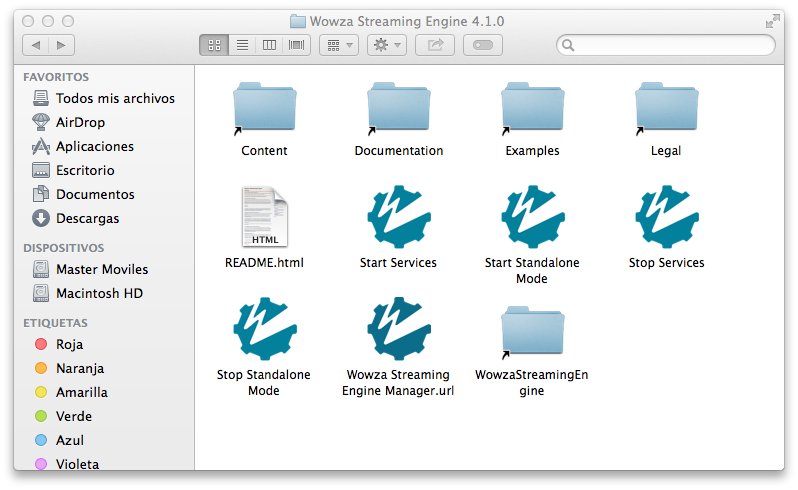 Wowza Streaming Engine 4.1.0
FAVORITOS
Todos mis archivos
AirDrop
Aplicaciones
Escritorio
Documentos
Descargas
DISPOSITIVOS
Master Moviles
Macintosh HD
ETIQUETAS
Roja
Naranja
Amarilla
Verde
Azul
Violeta
Content
Documentation
Examples
Legal
HTML
README.html
Start Services
Start Standalone
Mode
Stop Services
Stop Standalone
Mode
Wowza Streaming
Engine Manager.url
WowzaStreamingEn
gine